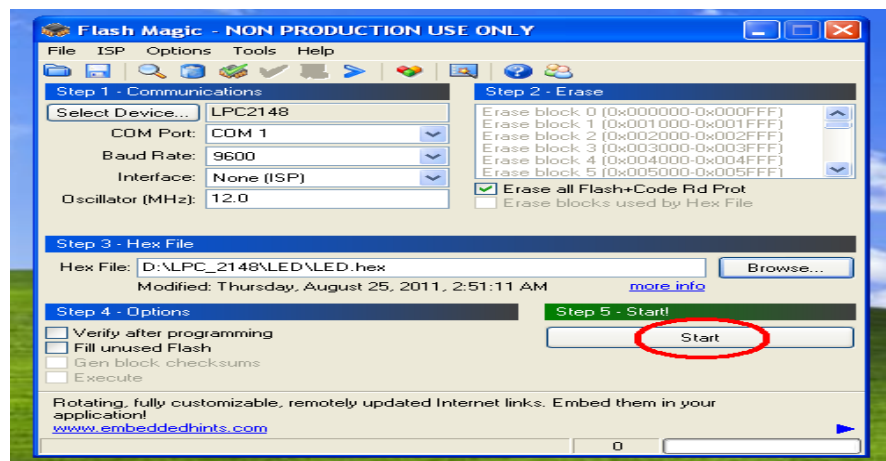 Flash Magic - NON PRODUCTION USE ONLY
File ISP Options Tools Help
Step 1 - Communications
Select Device... LPC2148
COM Port: COM 1
Baud Rate: 9600
Interface: None (ISP)
Oscillator (MHz): 12.0
Step 2 - Erase
Erase block 0 (0x000000-0x000FFF)
Erase block 1 (0x001000-0x001FFF)
Erase block 2 (0x002000-0x002FFF)
Erase block 3 (0x003000-0x003FFF)
Erase block 4 (0x004000-0x004FFF)
Erase block 5 (0x005000-0x005FFF)
Erase all Flash+Code Rd Prot
Erase blocks used by Hex File
Step 3 - Hex File
Hex File: D:\LPC_2148\LED\LED.hex Browse...
Modified: Thursday, August 25, 2011, 2:51:11 AM more info
Step 4 - Options
Verify after programming
Fill unused Flash
Gen block checksums
Execute
Step 5 - Start!
Start
Rotating, fully customizable, remotely updated Internet links. Embed them in your
application!
www.embeddedhints.com
0